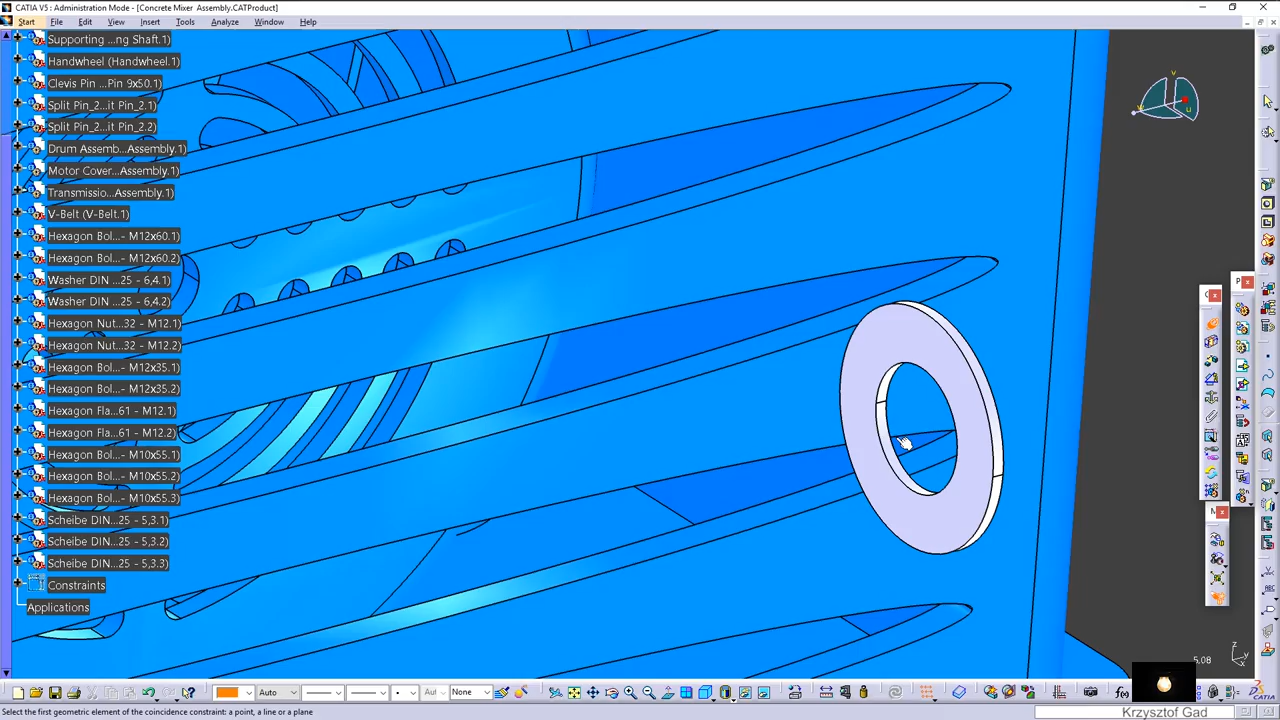 CATIA V5: Administration Mode - [Concrete Mixer Assembly.CATProduct]
Start File Edit View Insert Tools Analyze Window Help
Supporting ...ng Shaft.1)
Handwheel (Handwheel.1)
Clevis Pin ...Pin 9x50.1)
Split Pin_2...it Pin_2.1)
Split Pin_2...it Pin_2.2)
Drum Assemb...Assembly.1)
Motor Cover...Assembly.1)
Transmissio...Assembly.1)
V-Belt (V-Belt.1)
Hexagon Bol...- M12x60.1)
Hexagon Bol...- M12x60.2)
Washer DIN ...25 - 6,4.1)
Washer DIN ...25 - 6,4.2)
Hexagon Nut...32 - M12.1)
Hexagon Nut...32 - M12.2)
Hexagon Bol...- M12x35.1)
Hexagon Bol...- M12x35.2)
Hexagon Fla...61 - M12.1)
Hexagon Fla...61 - M12.2)
Hexagon Bol...- M10x55.1)
Hexagon Bol...- M10x55.2)
Hexagon Bol...- M10x55.3)
Scheibe DIN...25 - 5,3.1)
Scheibe DIN...25 - 5,3.2)
Scheibe DIN...25 - 5,3.3)
Constraints
Applications
5,08
Auto Aut None
Select the first geometric element of the coincidence constraint: a point, a line or a plane
Krzysztof Gad